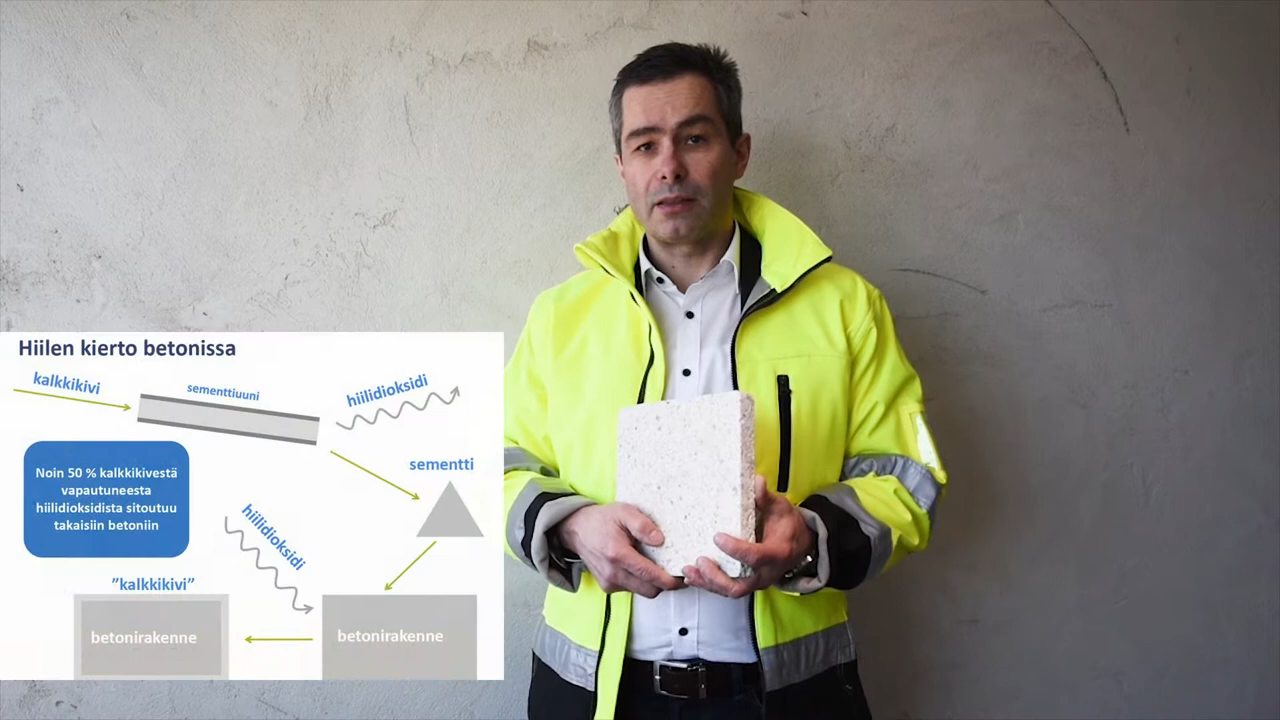 Hiilen kierto betonissa
kalkkikivi
sementtiuuni
hiilidioksidi
sementti
Noin 50 % kalkkikivestä
vapautuneesta
hiilidioksidista sitoutuu
takaisiin betoniin
hiilidioksidi
”kalkkikivi”
betonirakenne
betonirakenne